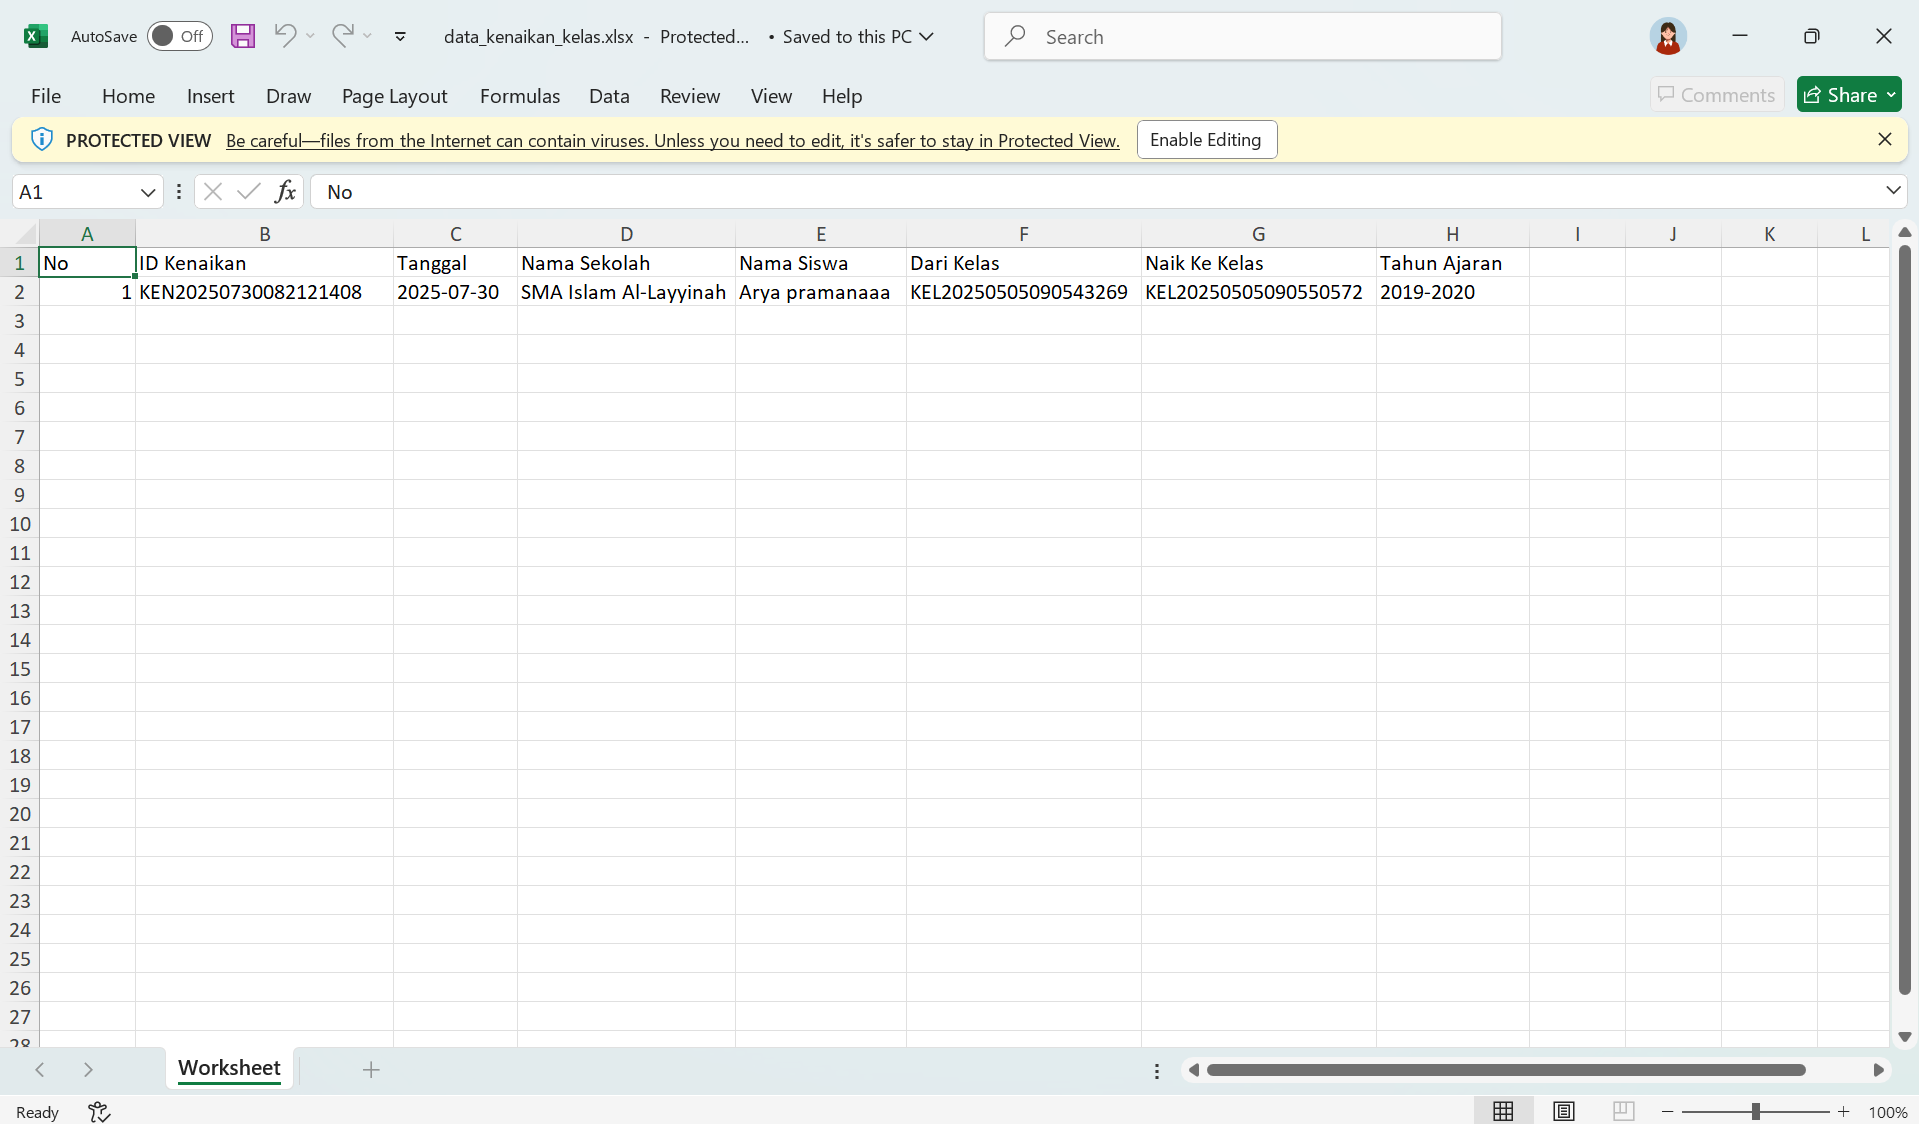 AutoSave Off data_kenaikan_kelas.xlsx - Protected... • Saved to this PC Search
File Home Insert Draw Page Layout Formulas Data Review View Help Comments Share
PROTECTED VIEW Be careful—files from the Internet can contain viruses. Unless you need to edit, it's safer to stay in Protected View. Enable Editing
A1 fx No
A B C D E F G H I J K L
1 No ID Kenaikan Tanggal Nama Sekolah Nama Siswa Dari Kelas Naik Ke Kelas Tahun Ajaran
2 1 KEN20250730082121408 2025-07-30 SMA Islam Al-Layyinah Arya pramanaaa KEL20250505090543269 KEL20250505090550572 2019-2020
3
4
5
6
7
8
9
10
11
12
13
14
15
16
17
18
19
20
21
22
23
24
25
26
27
28
Worksheet
Ready 100%